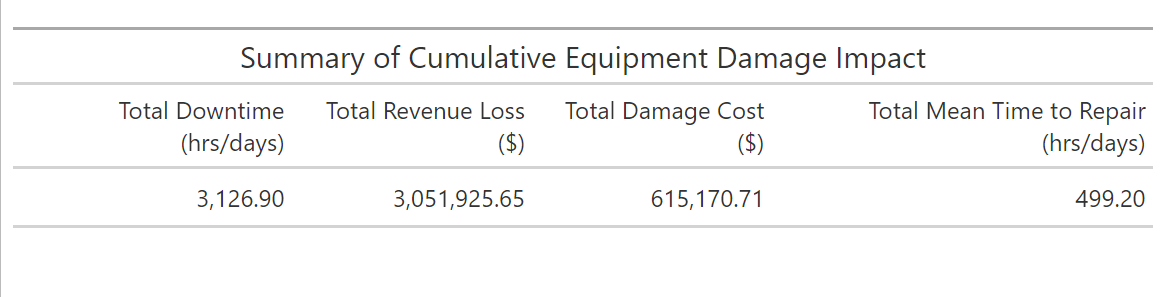 Summary of Cumulative Equipment Damage Impact
Total Downtime Total Revenue Loss Total Damage Cost Total Mean Time to Repair
(hrs/days) ($) ($) (hrs/days)
3,126.90 3,051,925.65 615,170.71 499.20